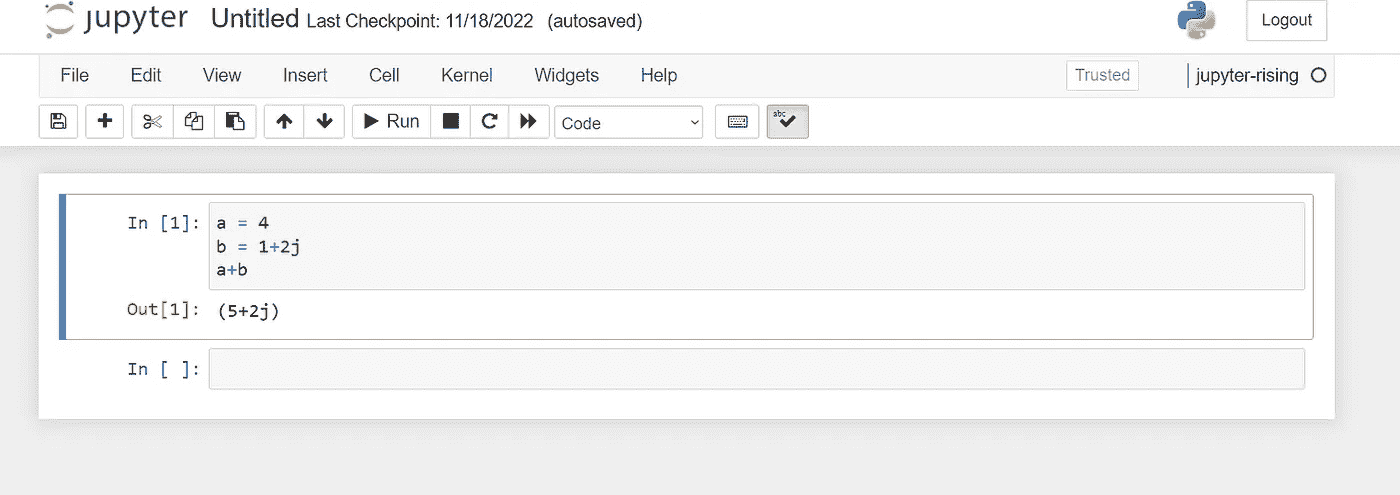 jupyter Untitled Last Checkpoint: 11/18/2022 (autosaved) Logout
File Edit View Insert Cell Kernel Widgets Help Trusted jupyter-rising
Run Code abc
In [1]: a = 4
b = 1+2j
a+b
Out[1]: (5+2j)
In [ ]: